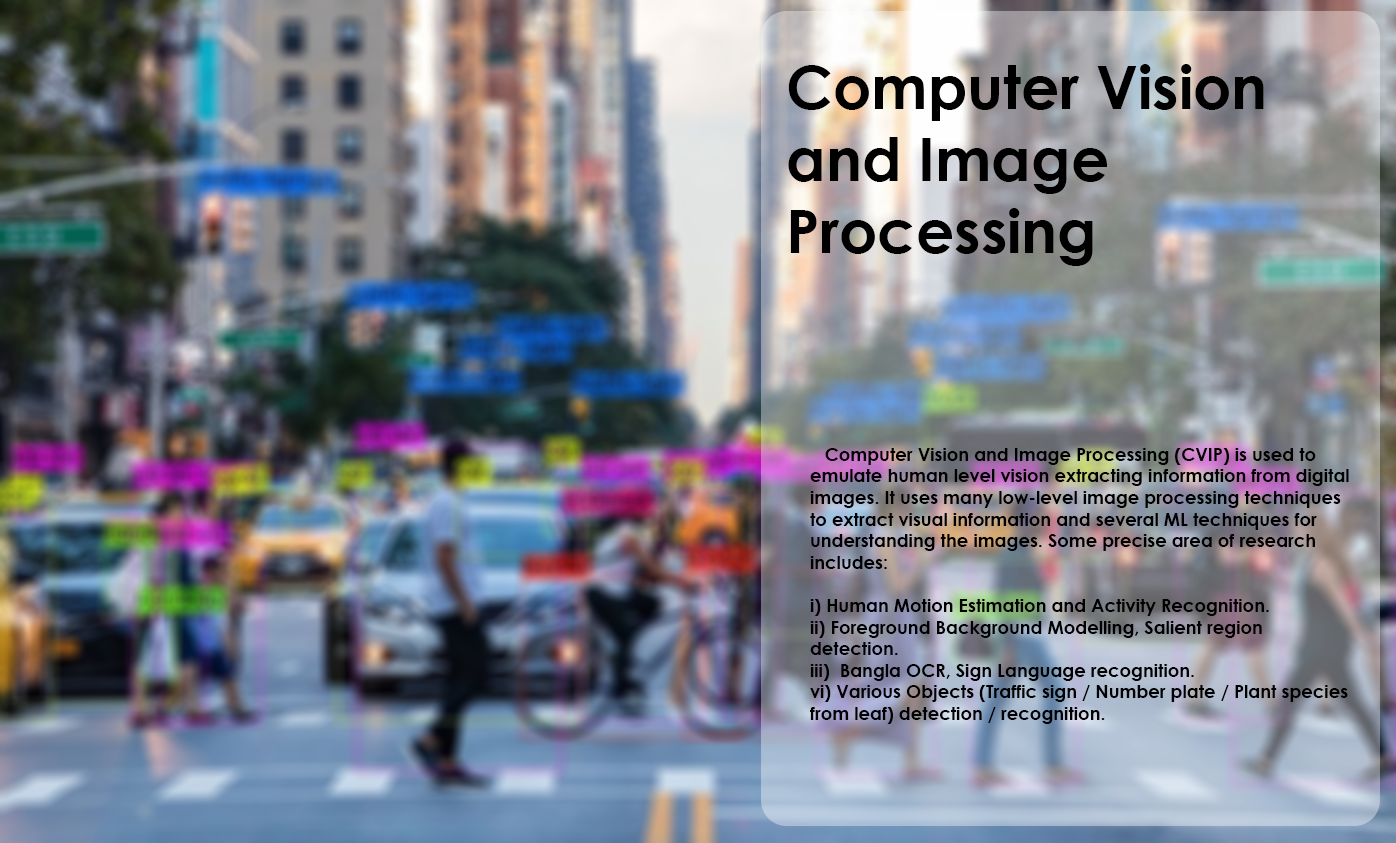 Computer Vision
and Image
Processing
Computer Vision and Image Processing (CVIP) is used to
emulate human level vision extracting information from digital
images. It uses many low-level image processing techniques
to extract visual information and several ML techniques for
understanding the images. Some precise area of research
includes:
i) Human Motion Estimation and Activity Recognition.
ii) Foreground Background Modelling, Salient region
detection.
iii)  Bangla OCR, Sign Language recognition.
vi) Various Objects (Traffic sign / Number plate / Plant species
from leaf) detection / recognition.